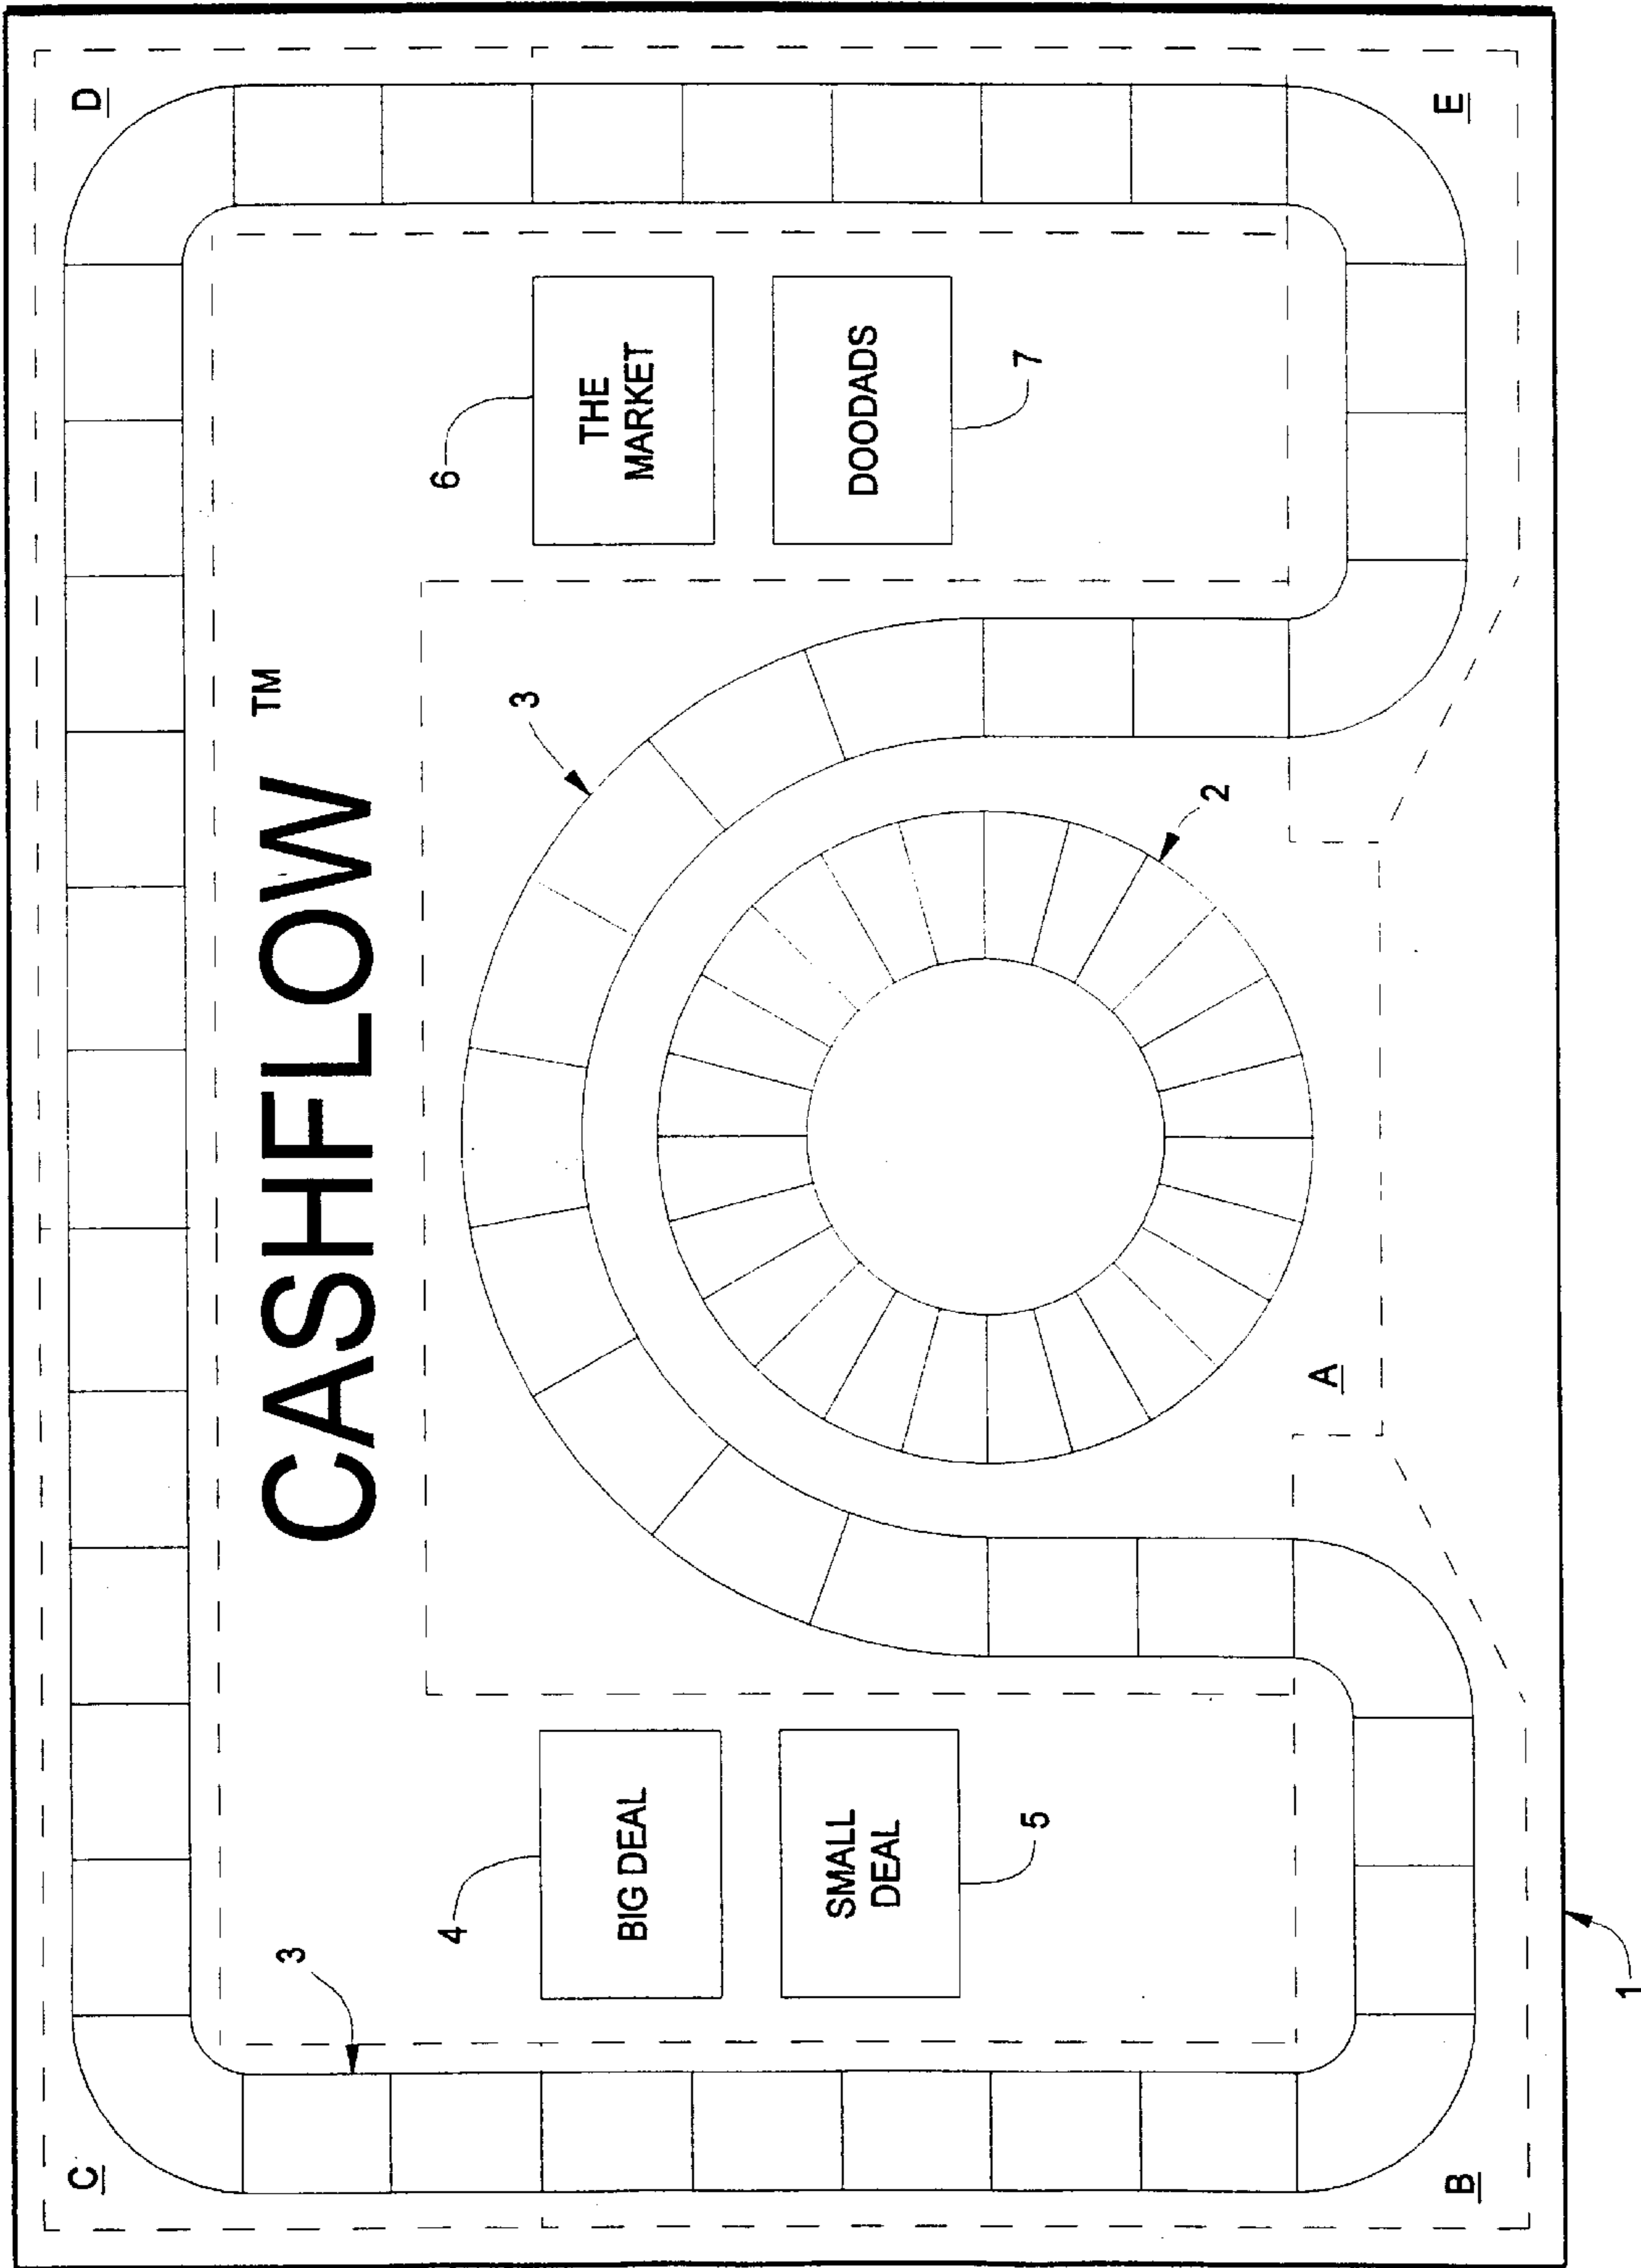 C
D
3
CASHFLOW
TM
4
BIG DEAL
SMALL
DEAL
5
3
6
THE
MARKET
DOODADS
7
2
A
B
E
1